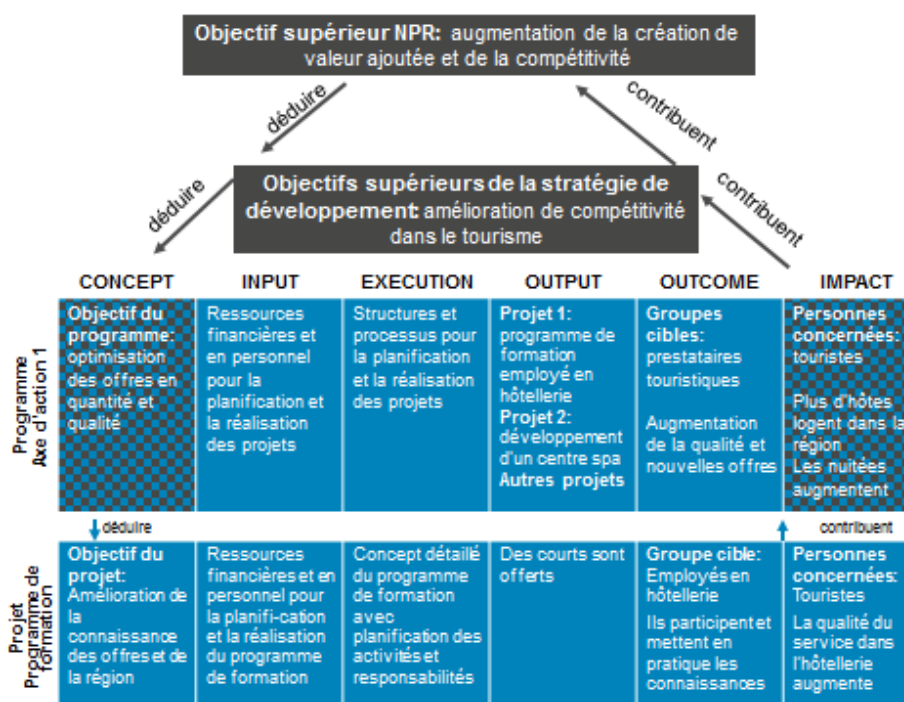 Objectif supérieur NPR: augmentation de la création de
valeur ajoutée et de la compétitivité
déduire
contribuent
Objectifs supérieurs de la stratégie de
développement: amélioration de compétitivité
dans le tourisme
déduire
contribuent
CONCEPT
INPUT
EXECUTION
OUTPUT
OUTCOME
IMPACT
Programme
Axe d'action 1
Objectif du
programme:
optimisation
des offres en
quantité et
qualité
Ressources
financières et
en personnel
pour la
planification et
la réalisation
des projets
Structures et
processus pour
la planification
et la réalisation
des projets
Projet 1:
programme de
formation
employé en
hôtellerie
Projet 2:
développement
d'un centre spa
Autres projets
Groupes
cibles:
prestataires
touristiques
Augmentation
de la qualité et
nouvelles offres
Personnes
concernées:
touristes
Plus d'hôtes
logent dans la
région
Les nuitées
augmentent
déduire
contribuent
Projet
Programme de
formation
Objectif du
projet:
Amélioration de
la
connaissance
des offres et de
la région
Ressources
financières et en
personnel pour
la planifi-cation
et la réalisation
du programme
de formation
Concept détaillé
du programme
de formation
avec
planification des
activités et
responsabilités
Des courts sont
offerts
Groupe cible:
Employés en
hôtellerie
Ils participent et
mettent en
pratique les
connaissances
Personnes
concernées:
Touristes
La qualité du
service dans
l'hôtellerie
augmente